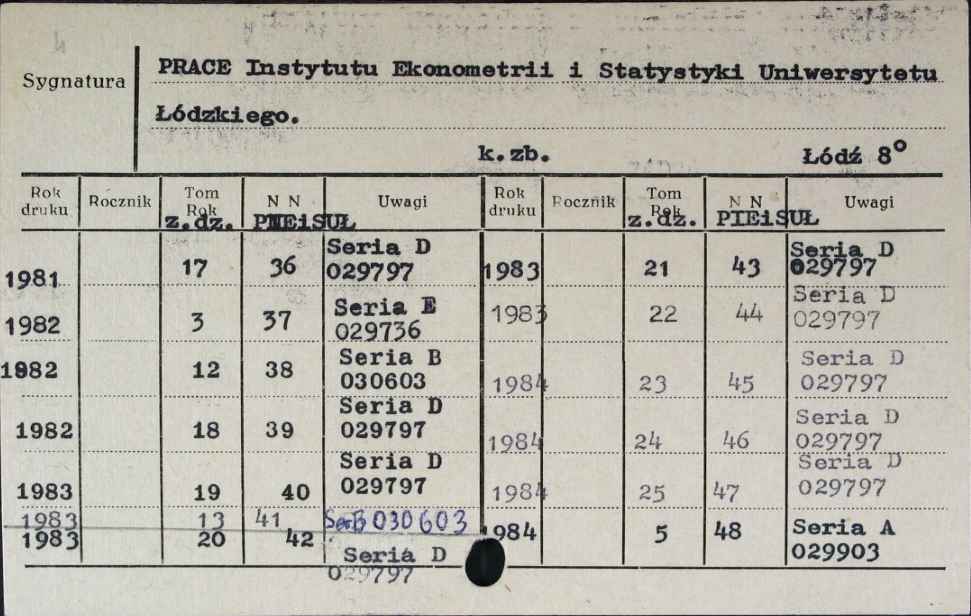 Sygnatura
PRACE Instytutu Ekonometrii i Statystyki Uniwersytetu
Łódzkiego.
k.zb. Łódź 8°
Rok druku Rocznik Tom Rok N N Uwagi Rok druku Rocznik Tom Rok N N Uwagi
z.dz. PIEiSUŁ z.dz. PIEiSUŁ
1981 17 36 Seria D 029797 1983 21 43 Seria D 029797
1982 3 37 Seria E 029736 1983 22 44 Seria D 029797
1982 12 38 Seria B 030603 1984 23 45 Seria D 029797
1982 18 39 Seria D 029797 1984 24 46 Seria D 029797
1983 19 40 Seria D 029797 1984 25 47 Seria D 029797
1983 13 41 Ser B 030603
1983 20 42 Seria D 029797 1984 5 48 Seria A 029903